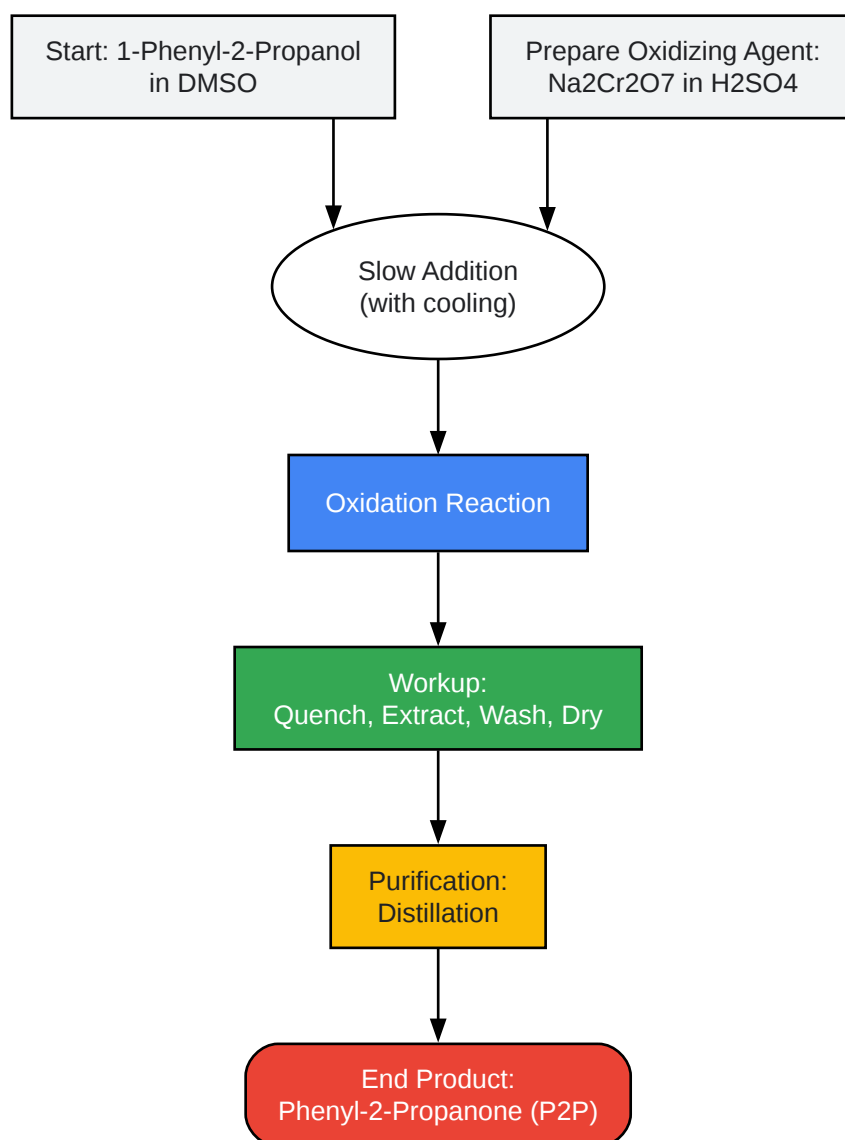 Start: 1-Phenyl-2-Propanol
in DMSO
Prepare Oxidizing Agent:
Na2Cr2O7 in H2SO4
Slow Addition
(with cooling)
Oxidation Reaction
Workup:
Quench, Extract, Wash, Dry
Purification:
Distillation
End Product:
Phenyl-2-Propanone (P2P)